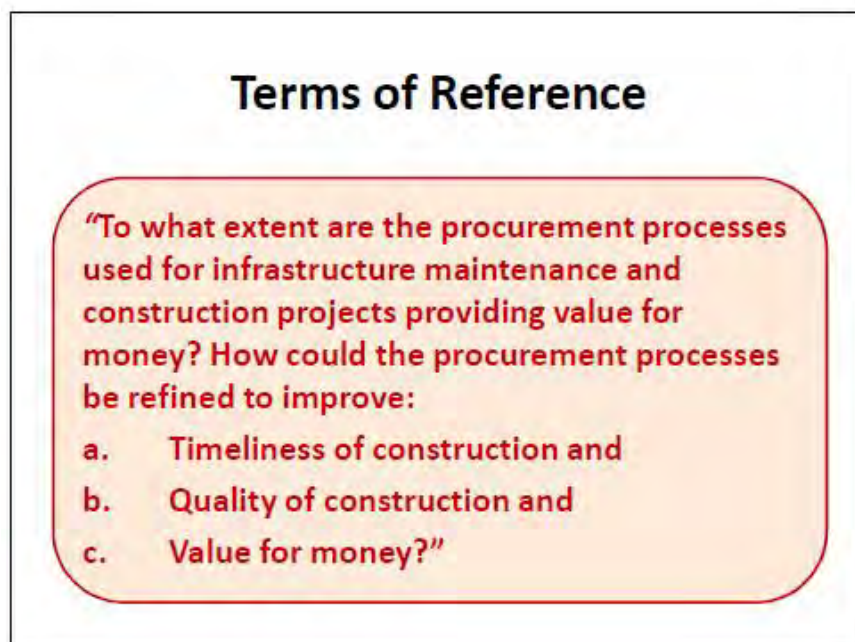 Terms of Reference
“To what extent are the procurement processes
used for infrastructure maintenance and
construction projects providing value for
money? How could the procurement processes
be refined to improve:
a. Timeliness of construction and
b. Quality of construction and
c. Value for money?”